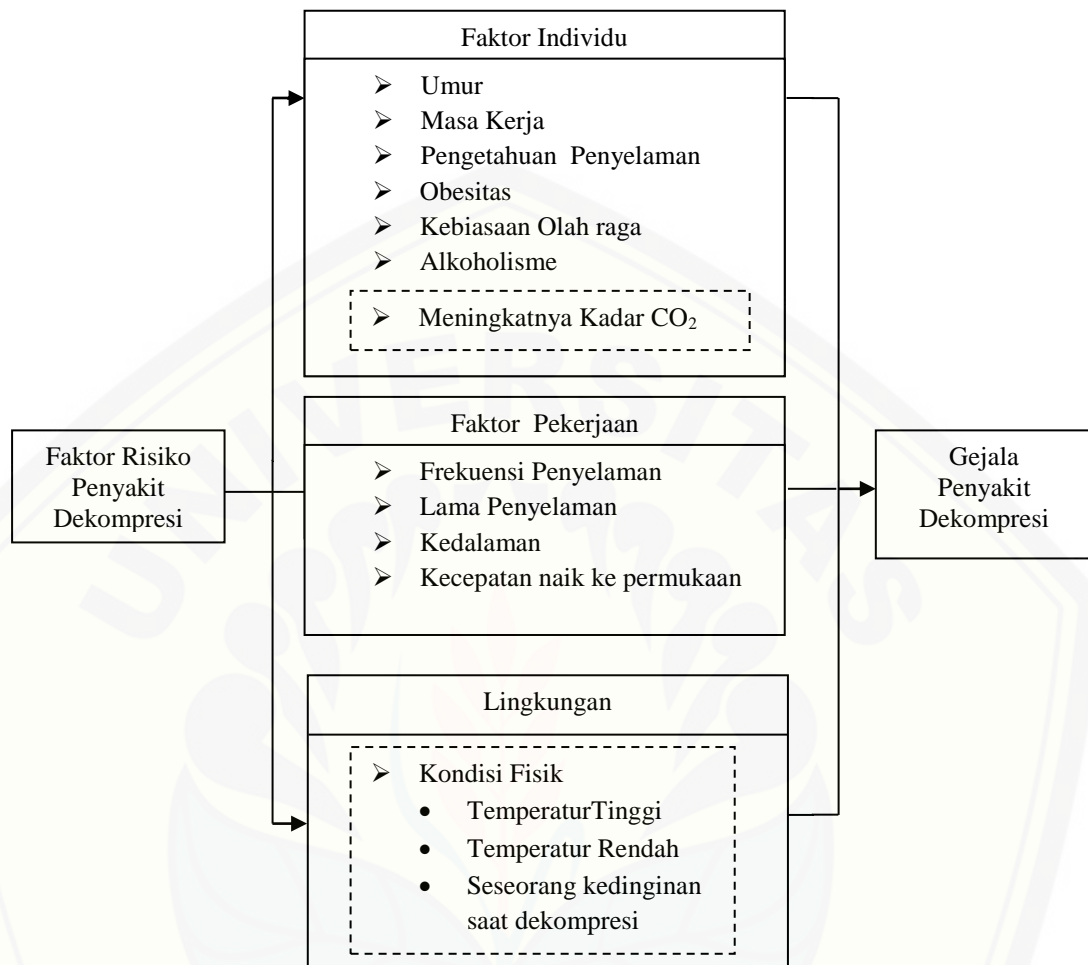 Faktor Individu
➢ Umur
➢ Masa Kerja
➢ Pengetahuan Penyelaman
➢ Obesitas
➢ Kebiasaan Olah raga
➢ Alkoholisme
➢ Meningkatnya Kadar CO₂
Faktor Risiko
Penyakit
Dekompresi
Faktor Pekerjaan
➢ Frekuensi Penyelaman
➢ Lama Penyelaman
➢ Kedalaman
➢ Kecepatan naik ke permukaan
Gejala
Penyakit
Dekompresi
Lingkungan
➢ Kondisi Fisik
• TemperaturTinggi
• Temperatur Rendah
• Seseorang kedinginan
saat dekompresi
UNIVERSITAS